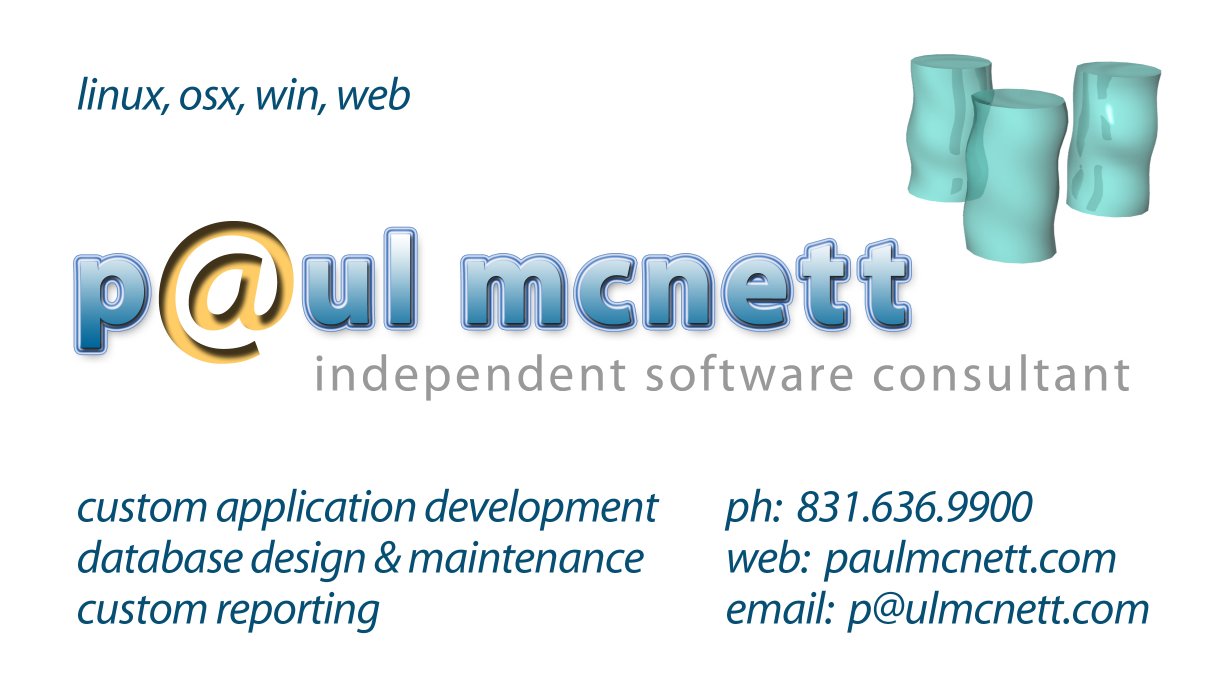 linux, osx, win, web
p@ul mcnett
independent software consultant
custom application development
database design & maintenance
custom reporting
ph: 831.636.9900
web: paulmcnett.com
email: p@ulmcnett.com